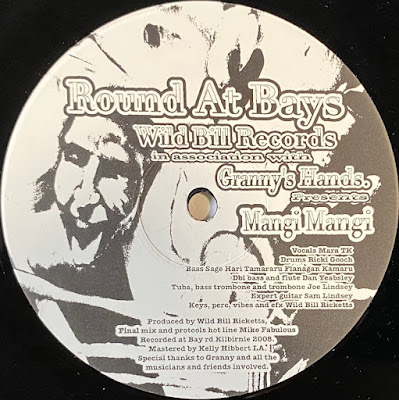 Round At Bays
Wild Bill Records
in association with
Granny's Hands.
Presents
Mangi Mangi
Vocals Mara TK
Drums Ricki Gooch
Bass Sage Hari Tamararu Flanagan Kamaru
Dbl bass and flute Dan Yeabsley
Tuba, bass trombone and trombone Joe Lindsey
Expert guitar Sam Lindsey
Keys, perc, vibes and efx Wild Bill Ricketts
Produced by Wild Bill Ricketts,
Final mix and protools hot line Mike Fabulous
Recorded at Bay rd Kilbirnie 2008.
Mastered by Kelly Hibbert LA.
Special thanks to Granny and all the
musicians and friends involved.